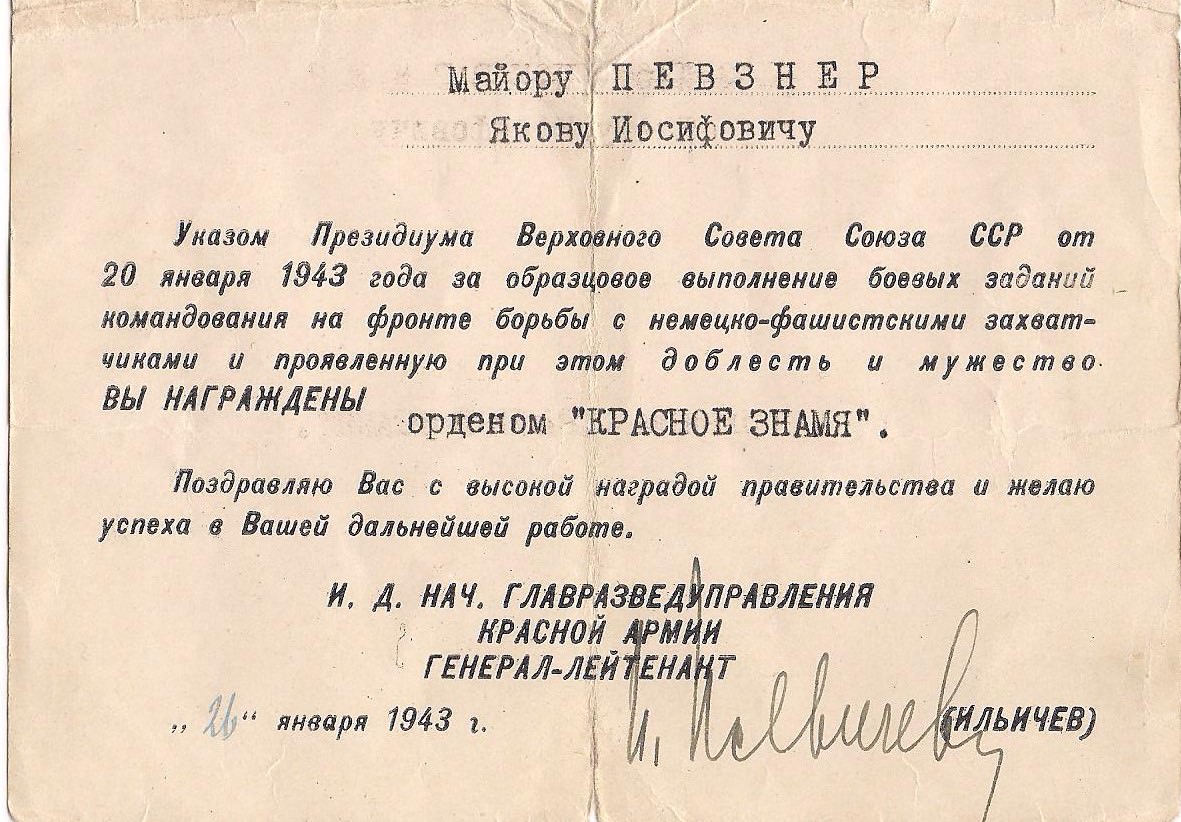 Майору ПЕВЗНЕР
Якову Иосифовичу
Указом Президиума Верховного Совета Союза ССР от
20 января 1943 года за образцовое выполнение боевых заданий
командования на фронте борьбы с немецко-фашистскими захват-
чиками и проявленную при этом доблесть и мужество
ВЫ НАГРАЖДЕНЫ
орденом "КРАСНОЕ ЗНАМЯ".
Поздравляю Вас с высокой наградой правительства и желаю
успеха в Вашей дальнейшей работе.
И. Д. НАЧ. ГЛАВРАЗВЕДУПРАВЛЕНИЯ
КРАСНОЙ АРМИИ
ГЕНЕРАЛ-ЛЕЙТЕНАНТ
„26“ января 1943 г. И. Ильичев (ИЛЬИЧЕВ)